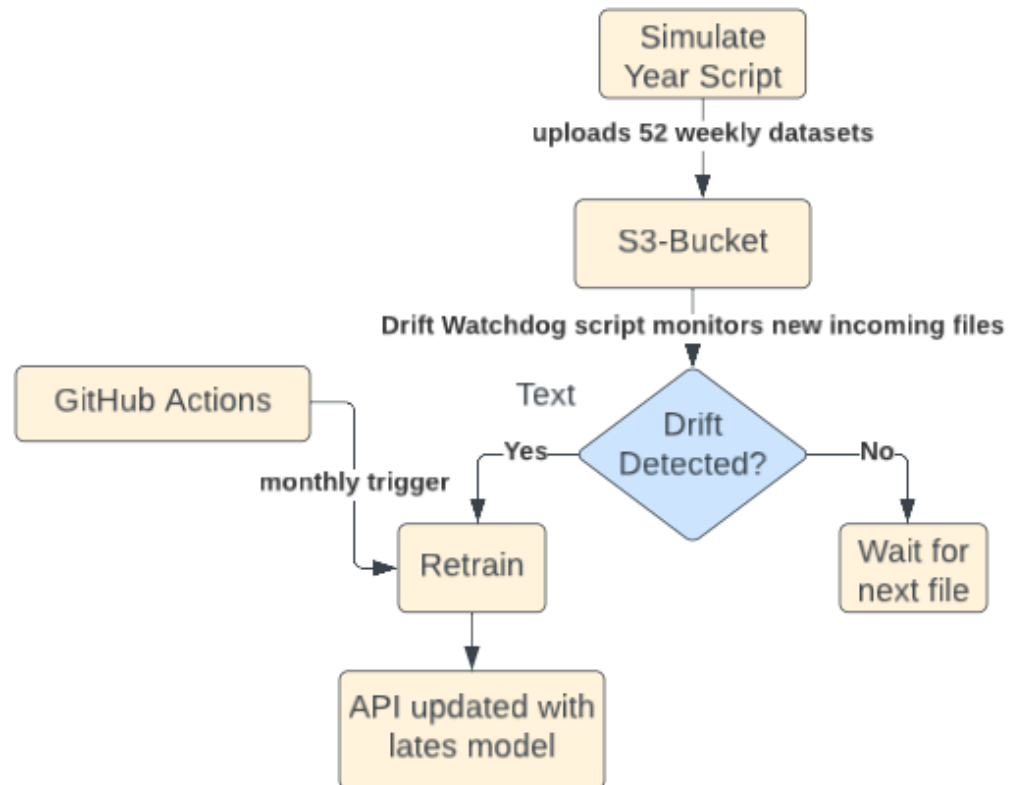 Simulate
Year Script
uploads 52 weekly datasets
S3-Bucket
Drift Watchdog script monitors new incoming files
GitHub Actions
Text
Drift
Detected?
Yes
No
monthly trigger
Retrain
Wait for
next file
API updated with
lates model